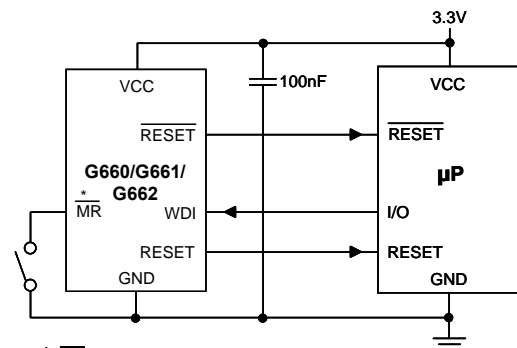 3.3V
VCC
VCC
100nF
RESET
RESET
G660/G661/
G662
µP
*
MR
WDI
I/O
RESET
RESET
GND
GND